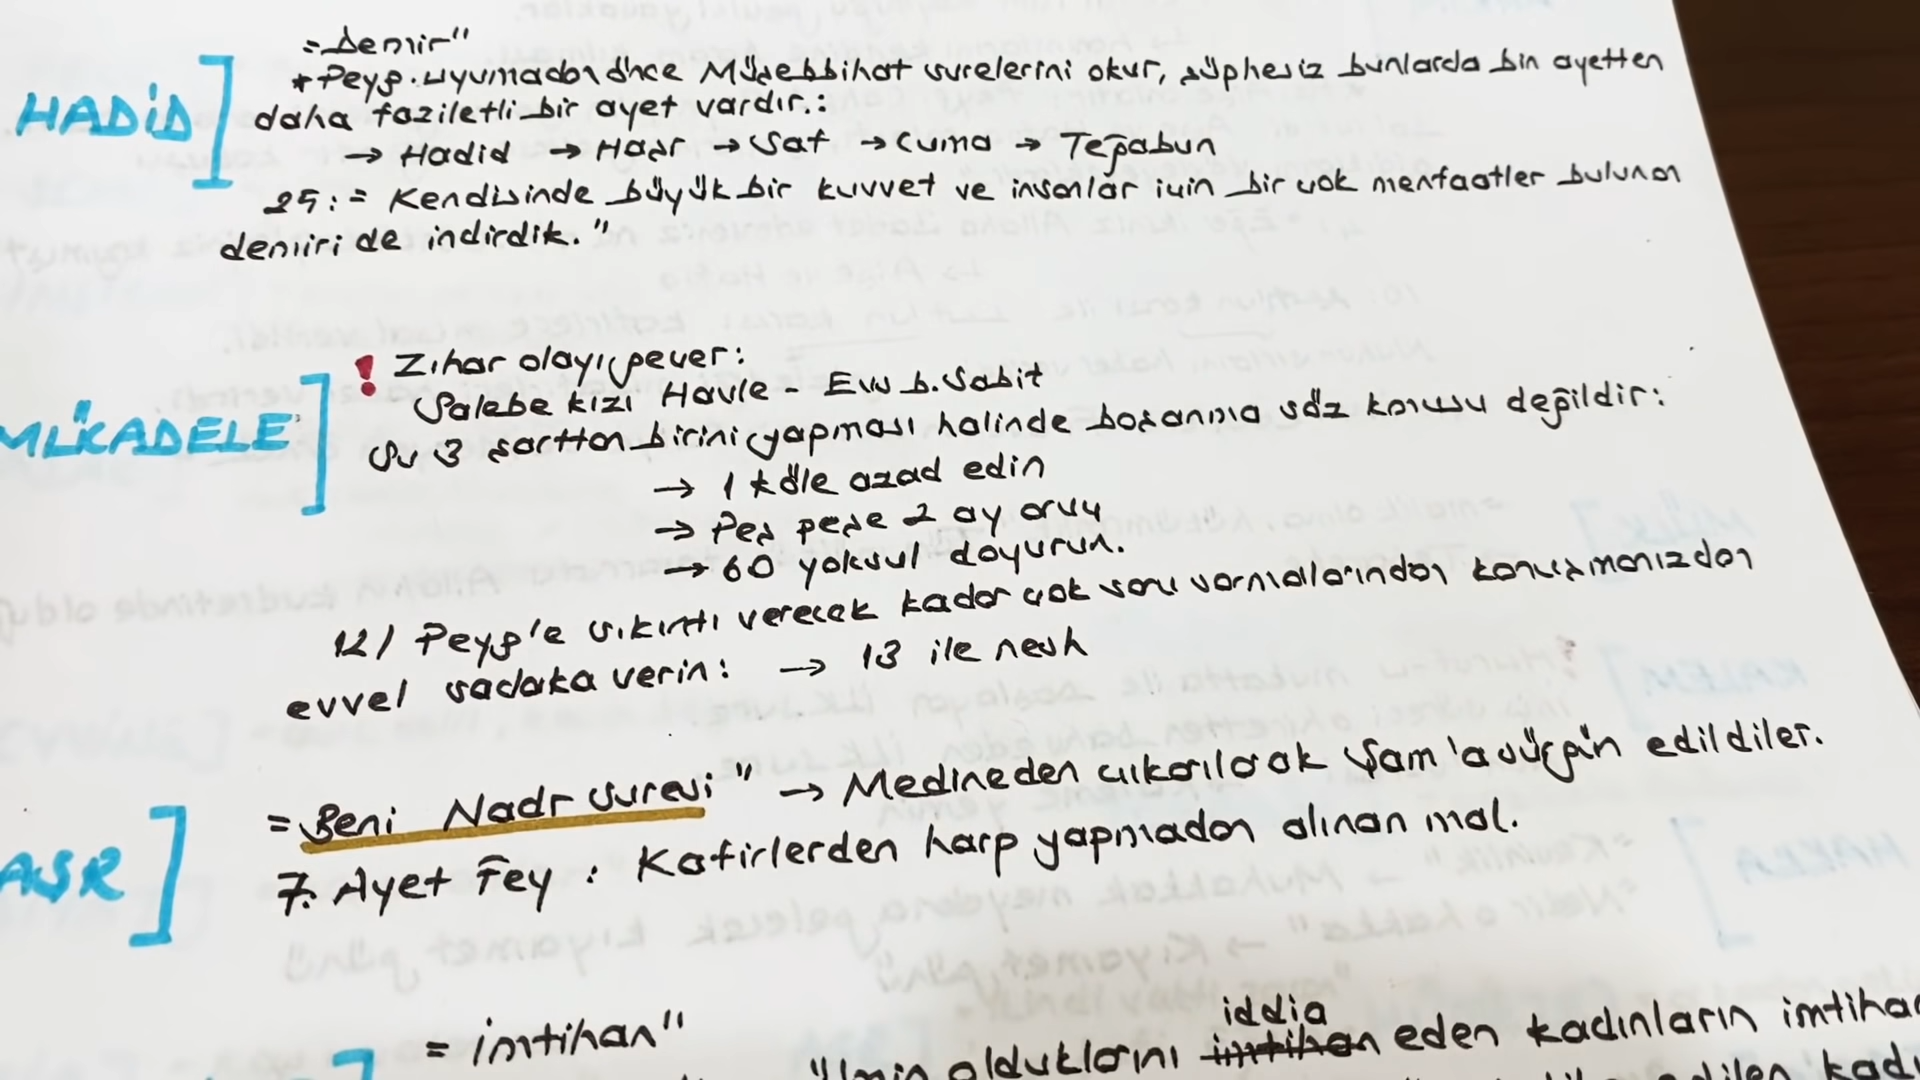 HADİD]
= Demir"
* Peyg. uyumadan önce Müsebbihat surelerini okur, şüphesiz bunlarda bin ayetten
daha faziletli bir ayet vardır.:
→ Hadid → Haşr → Saf → Cuma → Teğabun
25: = Kendisinde büyük bir kuvvet ve insanlar için bir çok menfaatler bulunan
demiri de indirdik."
MÜCADELE]
! Zıhar olayı geçer:
Salebe kızı Havle - Evs b. Sabit
Şu 3 şarttan birini yapması halinde boşanma söz konusu değildir:
→ 1 köle azad edin
→ Peş peşe 2 ay oruç
→ 60 yoksul doyurun.
12/ Peyg'e sıkıntı verecek kadar çok soru sormalarından konuşmanızdan
evvel sadaka verin: → 13 ile nesh
AŞR]
= Beni Nadr suresi" → Medineden çıkarılarak Şam'a sürgün edildiler.
7. Ayet Fey: Kafirlerden harp yapmadan alınan mal.
= imtihan"
iddia
olduklarını imtihan eden kadınların